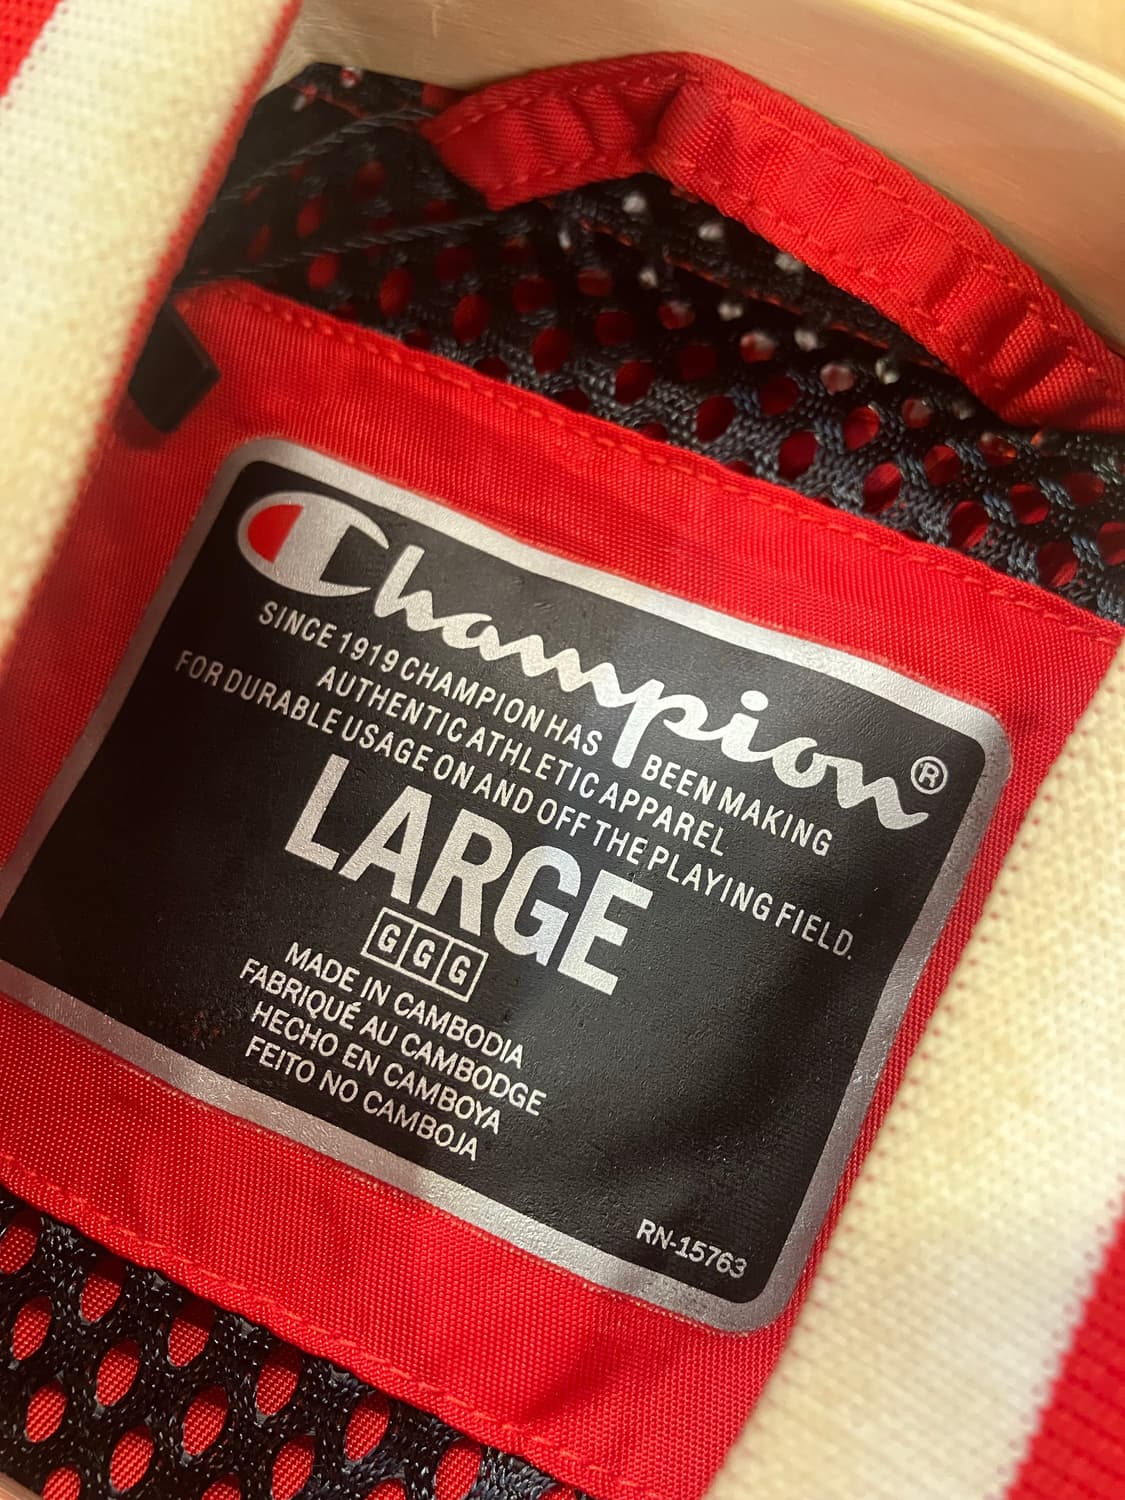 Champion®
SINCE 1919 CHAMPION HAS BEEN MAKING
AUTHENTIC ATHLETIC APPAREL
FOR DURABLE USAGE ON AND OFF THE PLAYING FIELD.
LARGE
G G G
MADE IN CAMBODIA
FABRIQUÉ AU CAMBODGE
HECHO EN CAMBOYA
FEITO NO CAMBOJA
RN-15763